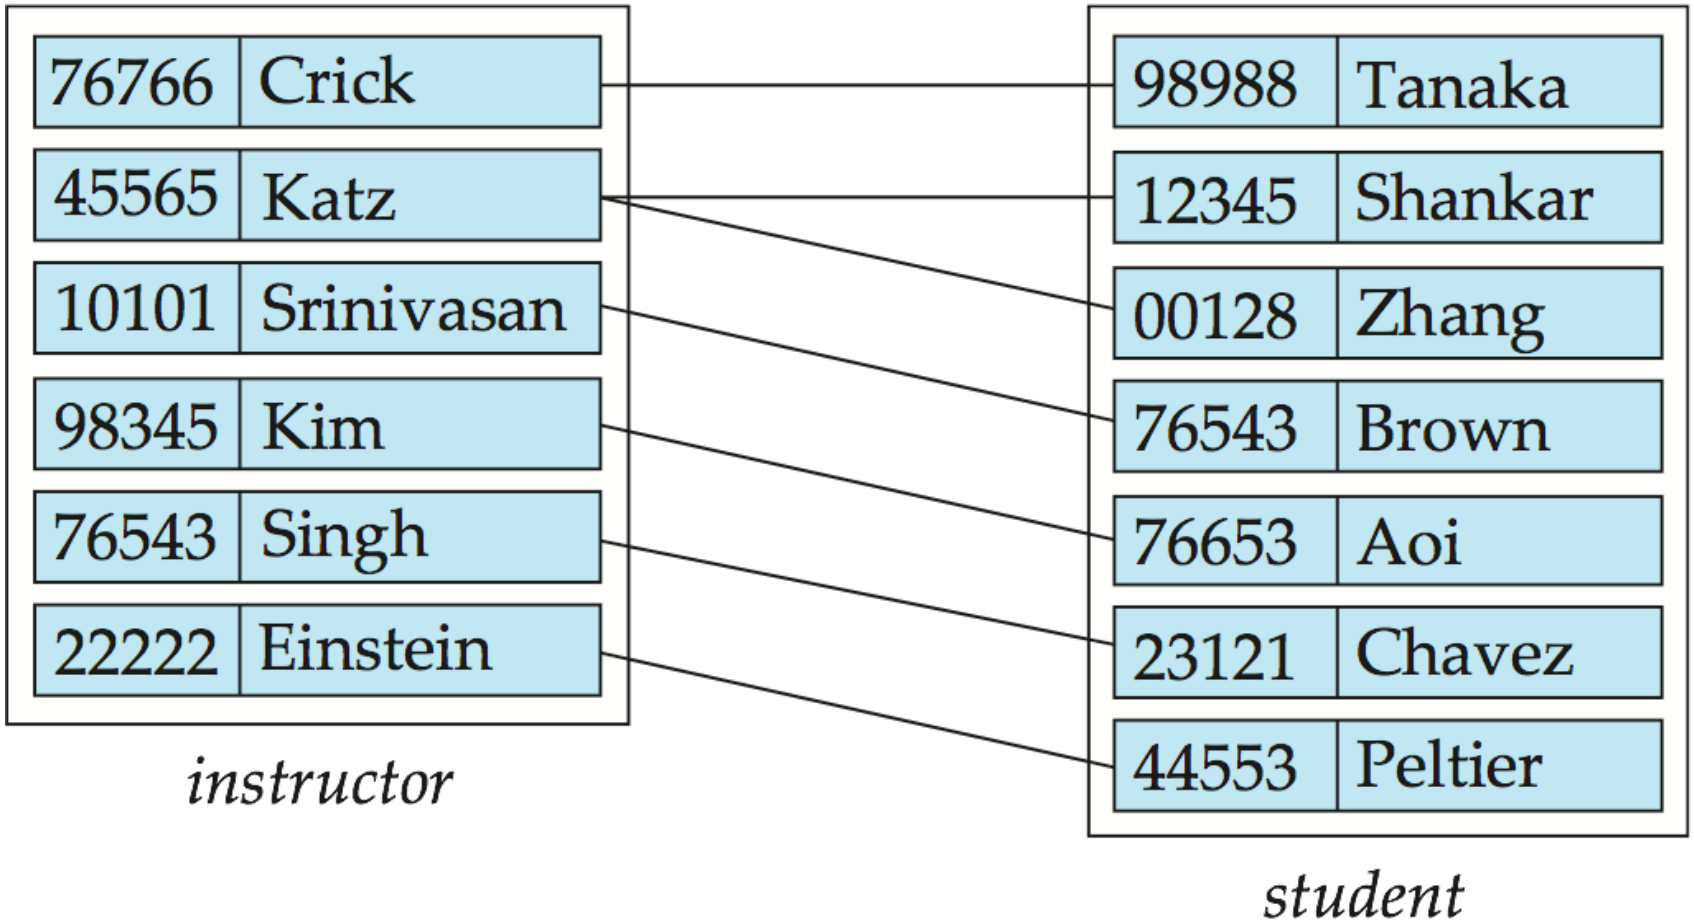 76766 Crick
45565 Katz
10101 Srinivasan
98345 Kim
76543 Singh
22222 Einstein
instructor
98988 Tanaka
12345 Shankar
00128 Zhang
76543 Brown
76653 Aoi
23121 Chavez
44553 Peltier
student